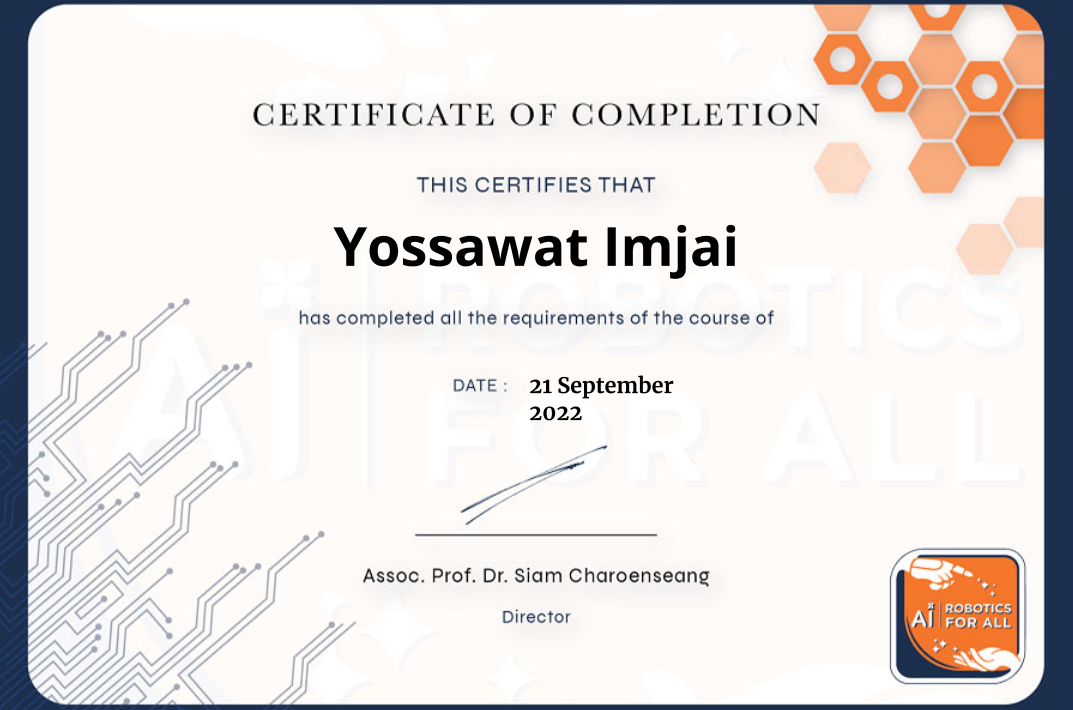 CERTIFICATE OF COMPLETION
THIS CERTIFIES THAT
Yossawat Imjai
has completed all the requirements of the course of
DATE : 21 September
2022
Assoc. Prof. Dr. Siam Charoenseang
Director
Ai ROBOTICS
FOR ALL
Ai ROBOTICS
FOR ALL